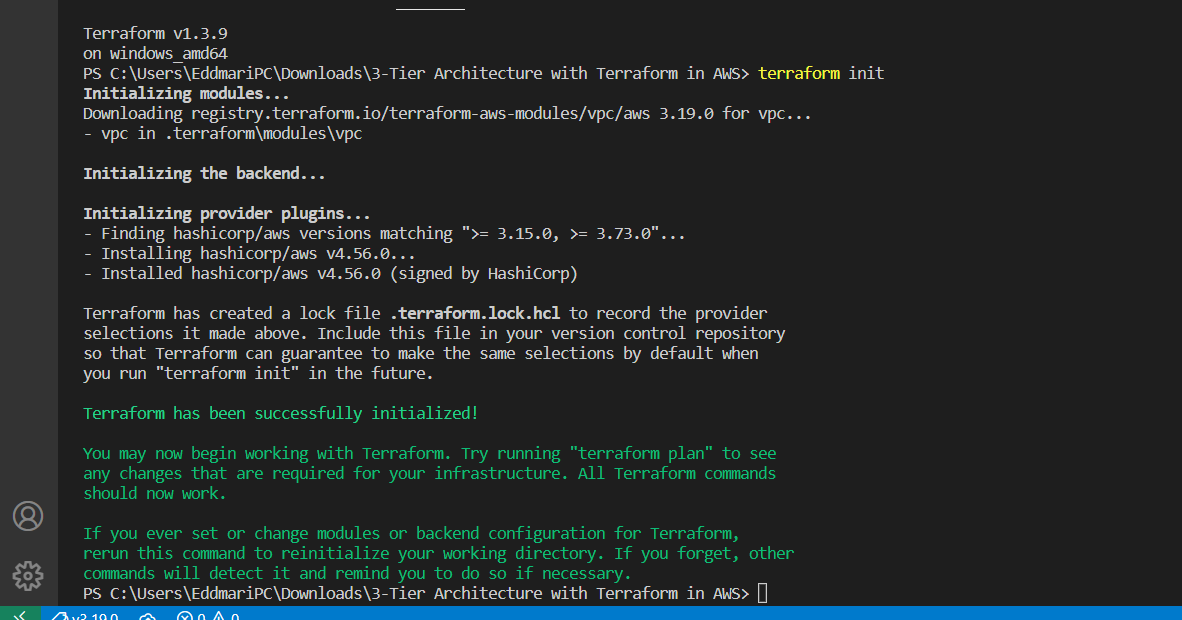 Terraform v1.3.9
on windows_amd64
PS C:\Users\EddmariPC\Downloads\3-Tier Architecture with Terraform in AWS> terraform init
Initializing modules...
Downloading registry.terraform.io/terraform-aws-modules/vpc/aws 3.19.0 for vpc...
- vpc in .terraform\modules\vpc
Initializing the backend...
Initializing provider plugins...
- Finding hashicorp/aws versions matching ">= 3.15.0, >= 3.73.0"...
- Installing hashicorp/aws v4.56.0...
- Installed hashicorp/aws v4.56.0 (signed by HashiCorp)
Terraform has created a lock file .terraform.lock.hcl to record the provider
selections it made above. Include this file in your version control repository
so that Terraform can guarantee to make the same selections by default when
you run "terraform init" in the future.
Terraform has been successfully initialized!
You may now begin working with Terraform. Try running "terraform plan" to see
any changes that are required for your infrastructure. All Terraform commands
should now work.
If you ever set or change modules or backend configuration for Terraform,
rerun this command to reinitialize your working directory. If you forget, other
commands will detect it and remind you to do so if necessary.
PS C:\Users\EddmariPC\Downloads\3-Tier Architecture with Terraform in AWS>
v3.19.0 0 0